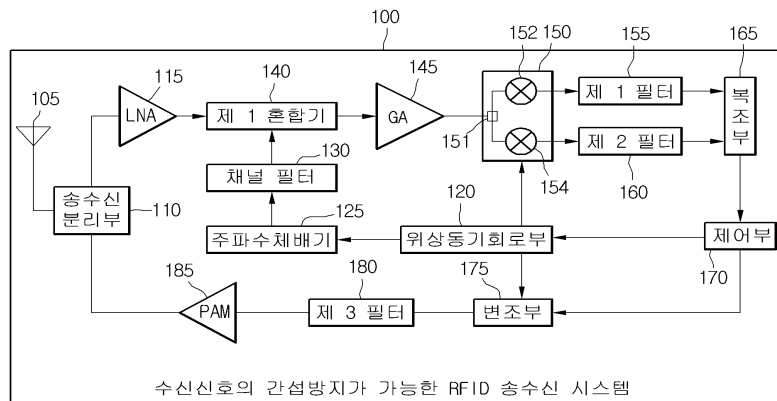 100
152 150 155 165
105 115 140 145
LNA 제 1 혼합기 GA 151 제 1 필터 복조부
130 제 2 필터
채널 필터 154 160
송수신
분리부 110 125 120
주파수체배기 위상동기회로부 제어부
170
185 180 175
PAM 제 3 필터 변조부
수신신호의 간섭방지가 가능한 RFID 송수신 시스템